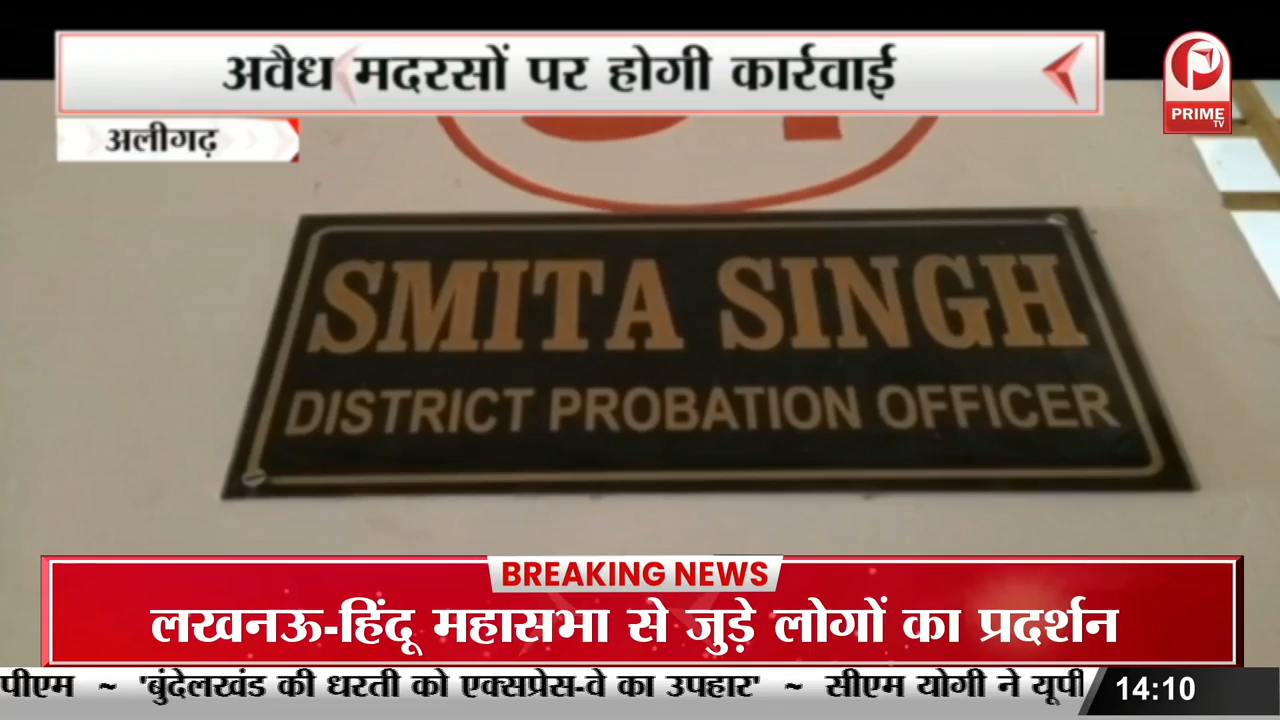 अवैध मदरसों पर होगी कार्रवाई
PRIME
TV
अलीगढ़
SMITA SINGH
DISTRICT PROBATION OFFICER
BREAKING NEWS
लखनऊ-हिंदू महासभा से जुड़े लोगों का प्रदर्शन
पीएम ~ 'बुंदेलखंड की धरती को एक्सप्रेस-वे का उपहार' ~ सीएम योगी ने यूपी
14:10